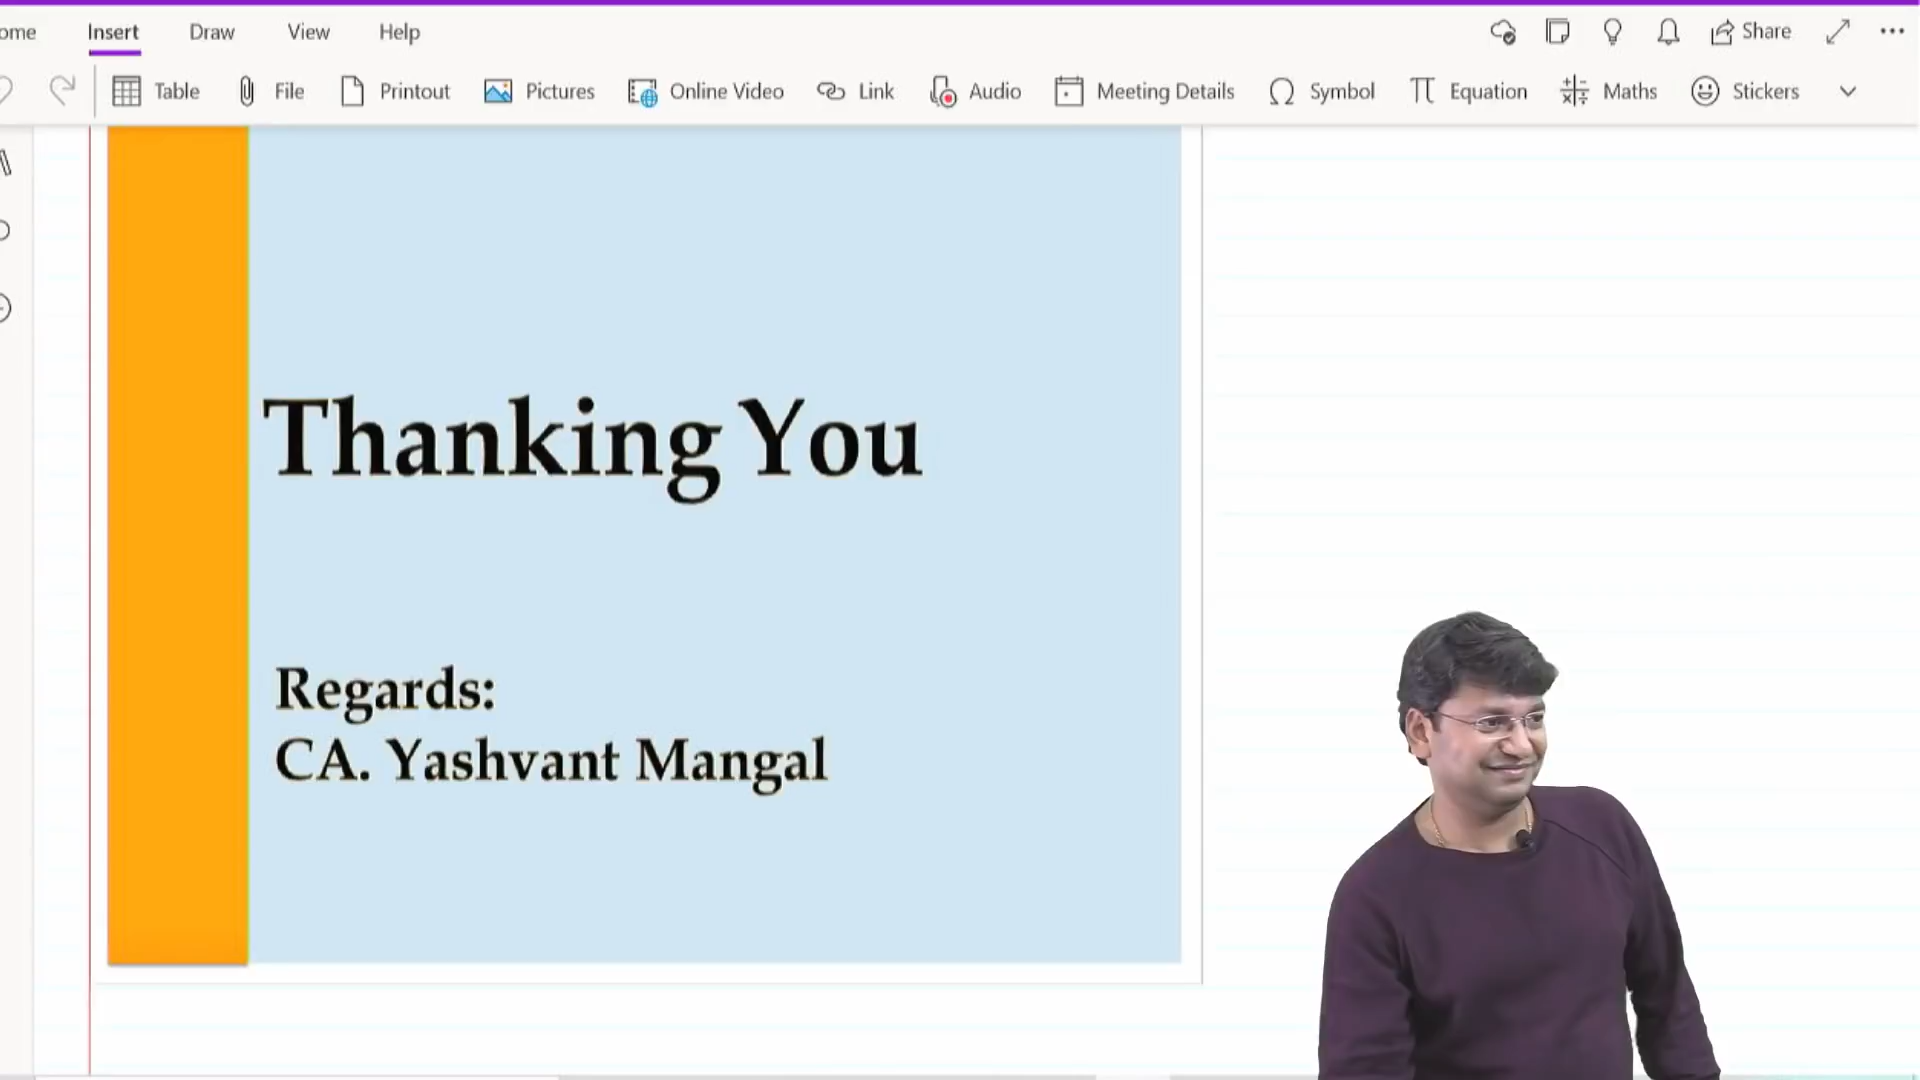 ome Insert Draw View Help Share
Table File Printout Pictures Online Video Link Audio Meeting Details Symbol Equation Maths Stickers
Thanking You
Regards:
CA. Yashvant Mangal